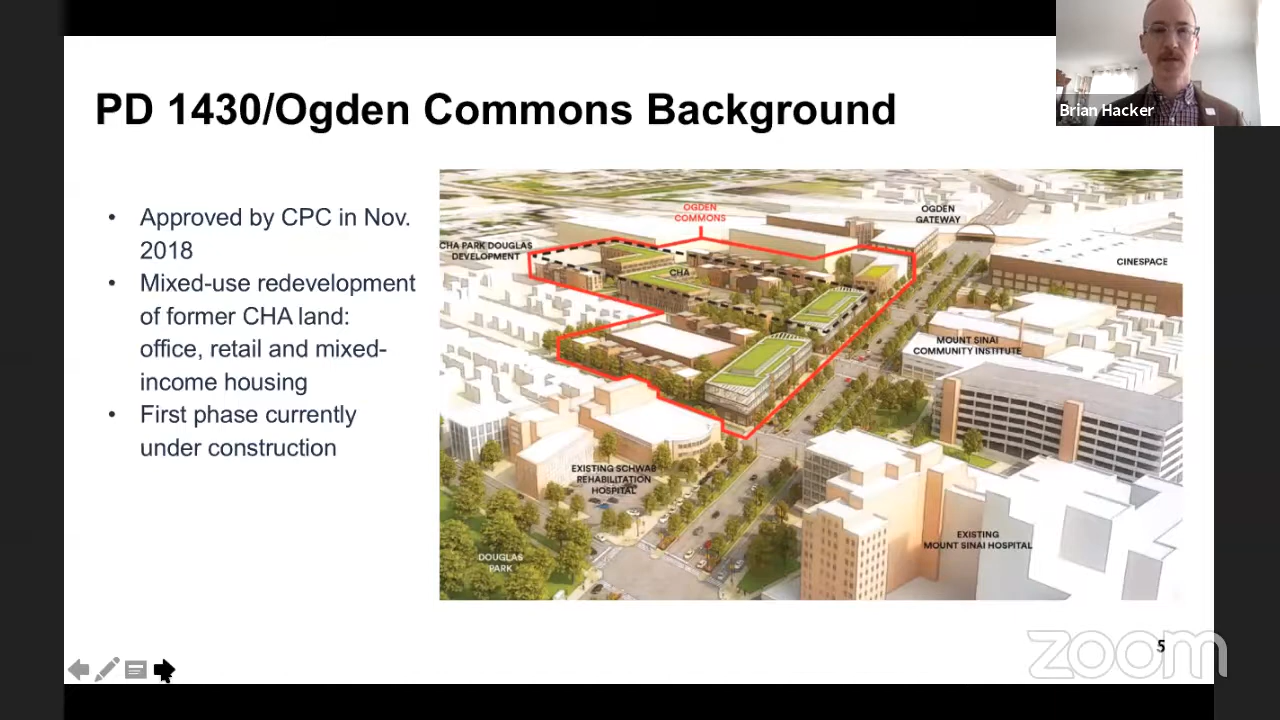 PD 1430/Ogden Commons Background
Brian Hacker
• Approved by CPC in Nov.
2018
• Mixed-use redevelopment
of former CHA land:
office, retail and mixed-
income housing
• First phase currently
under construction
OGDEN
COMMONS
OGDEN
GATEWAY
CHA PARK DOUGLAS
DEVELOPMENT
CHA
CINESPACE
MOUNT SINAI
COMMUNITY INSTITUTE
EXISTING SCHWAB
REHABILITATION
HOSPITAL
EXISTING
MOUNT SINAI HOSPITAL
DOUGLAS
PARK
5
zoom